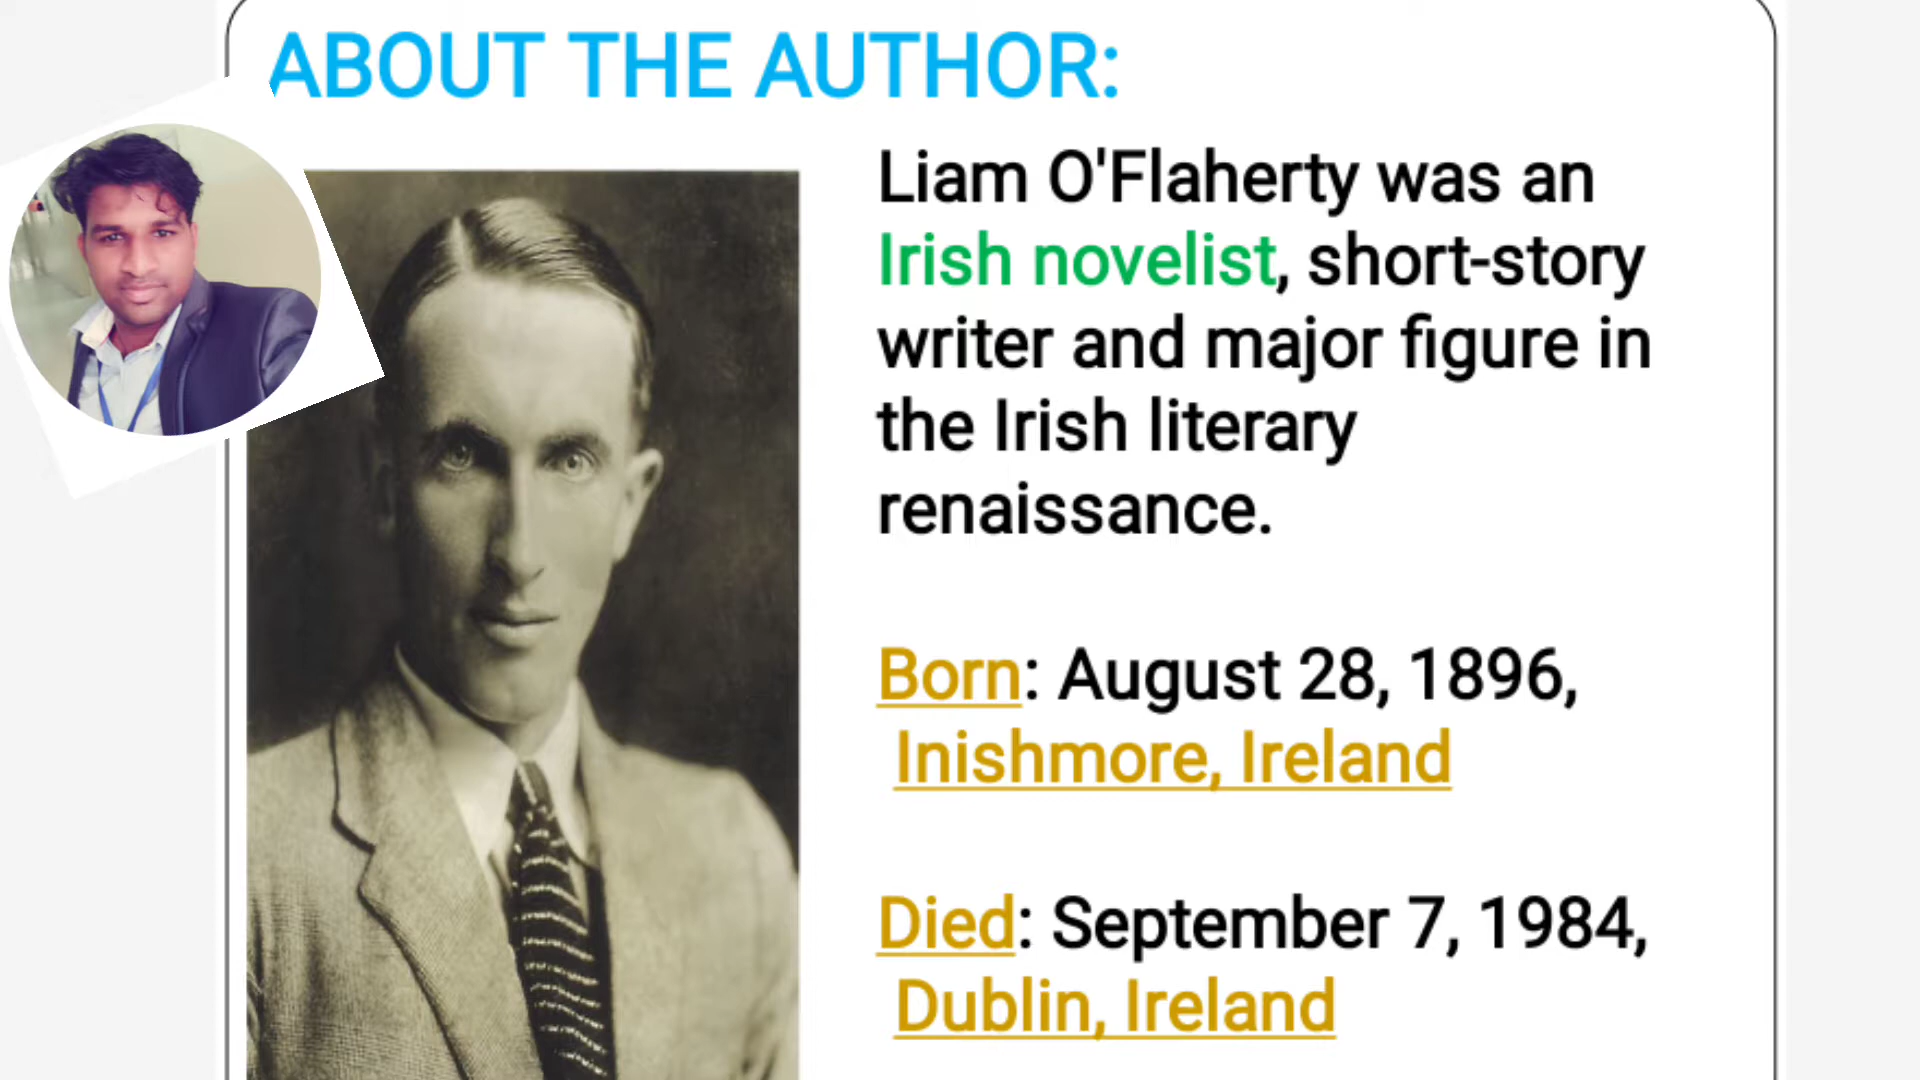 ABOUT THE AUTHOR:
Liam O'Flaherty was an
Irish novelist, short-story
writer and major figure in
the Irish literary
renaissance.
Born: August 28, 1896,
Inishmore, Ireland
Died: September 7, 1984,
Dublin, Ireland